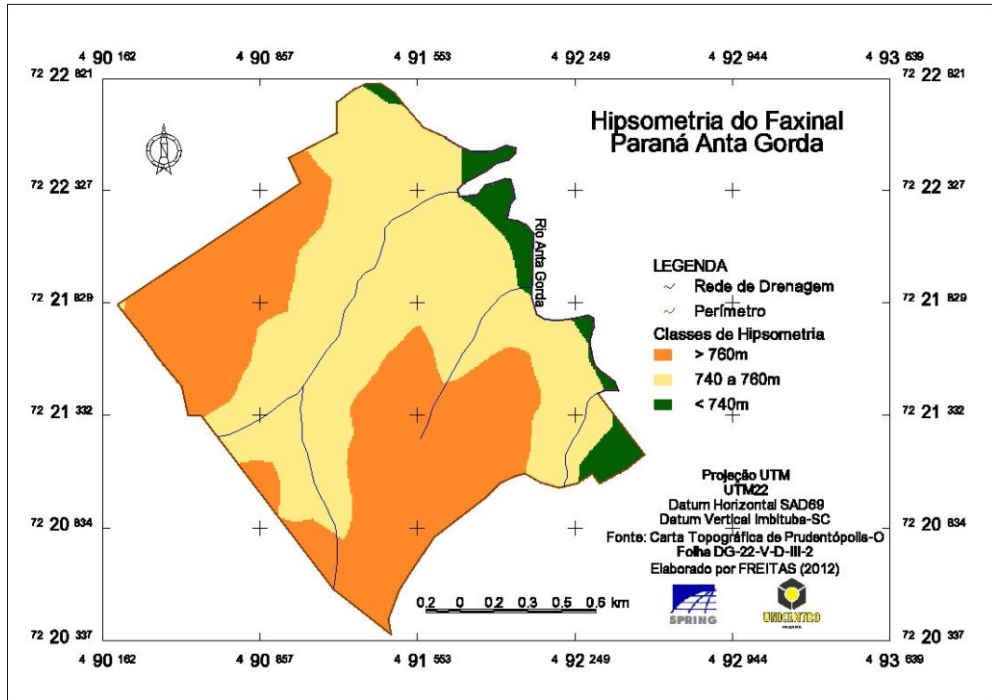 4 90 162 4 90 857 4 91 553 4 92 249 4 92 944 4 93 639
72 22 821 72 22 821
Hipsometria do Faxinal
Paraná Anta Gorda
N
72 22 327 72 22 327
Rio Anta Gorda
LEGENDA
Rede de Drenagem
72 21 829 72 21 829
Perímetro
Classes de Hipsometria
> 760m
740 a 760m
< 740m
72 21 332 72 21 332
Projeção UTM
UTM22
Datum Horizontal SAD69
Datum Vertical Imbituba-SC
72 20 834 72 20 834
Fonte: Carta Topográfica de Prudentópolis-O
Folha DG-22-V-D-III-2
Elaborado por FREITAS (2012)
0.2 0 0.2 0.5 0.6 km
SPRING
UNICENTRO
PARANÁ
72 20 337 72 20 337
4 90 162 4 90 857 4 91 553 4 92 249 4 92 944 4 93 639